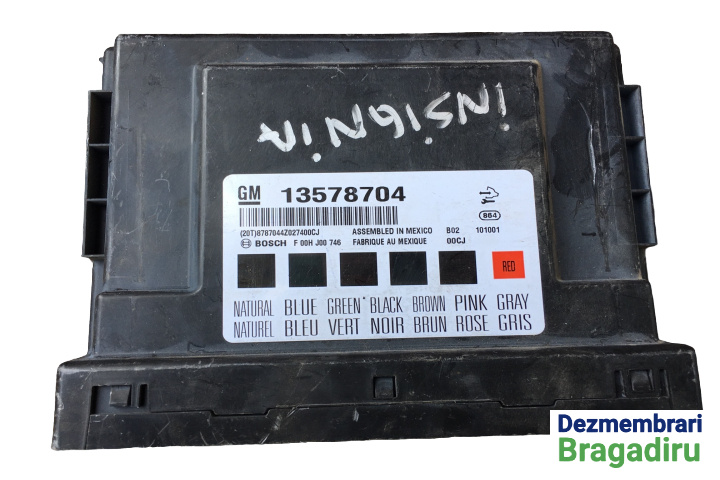 iNSiGNiA
GM 13578704
864
(20T)8787044Z027400CJ ASSEMBLED IN MEXICO B02 101001
BOSCH F 00H J00 746 FABRIQUE AU MEXIQUE 00CJ
RED
NATURAL BLUE GREEN* BLACK BROWN PINK GRAY
NATUREL BLEU VERT NOIR BRUN ROSE GRIS
Dezmembrari
Bragadiru